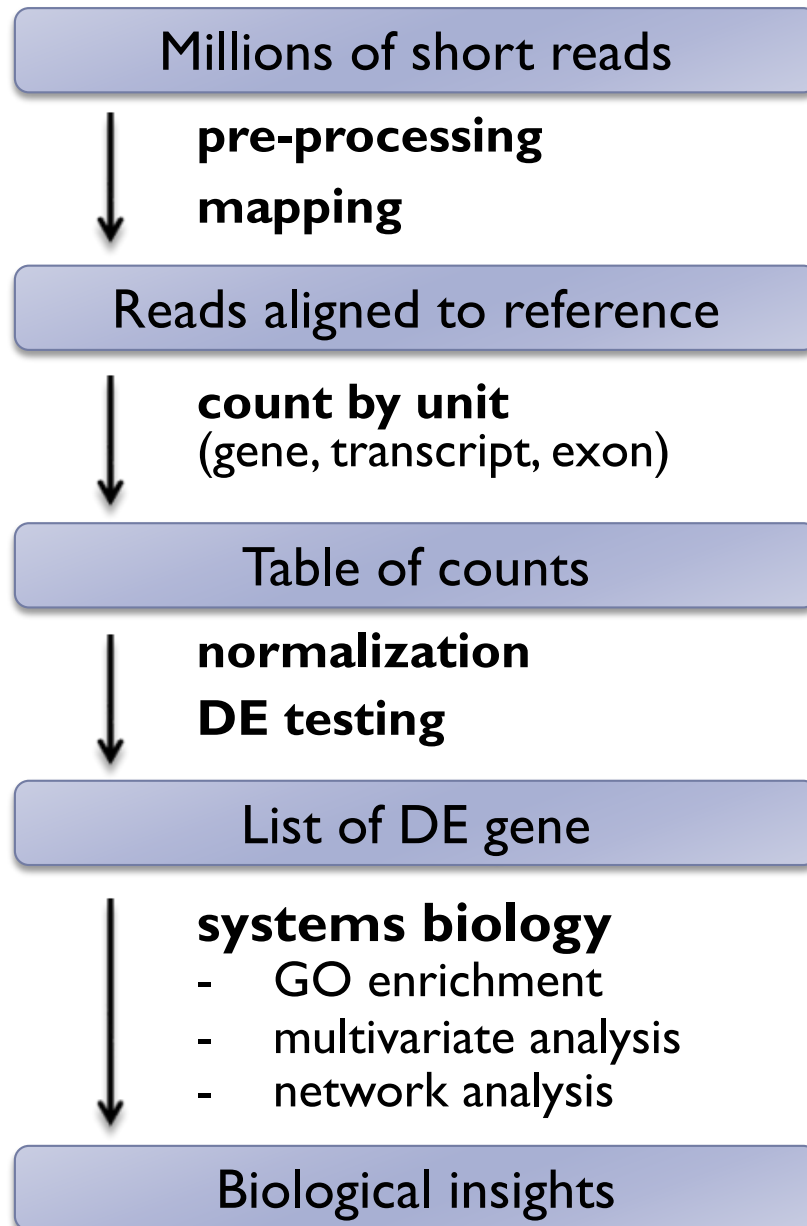 Millions of short reads
pre-processing
mapping
Reads aligned to reference
count by unit
(gene, transcript, exon)
Table of counts
normalization
DE testing
List of DE gene
systems biology
- GO enrichment
- multivariate analysis
- network analysis
Biological insights